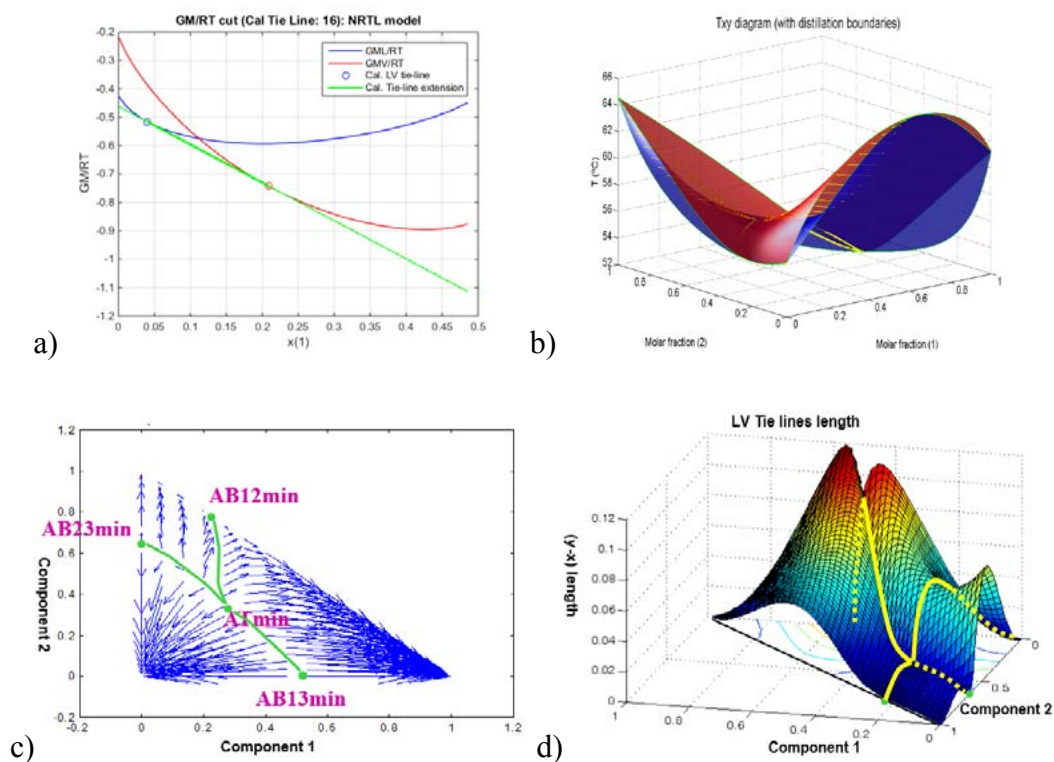 GM/RT cut (Cal Tie Line: 16): NRTL model
GML/RT
GMV/RT
Cal. LV tie-line
Cal. Tie-line extension
-0.2
-0.3
-0.4
-0.5
-0.6
-0.7
-0.8
-0.9
-1
-1.1
-1.2
GM/RT
0
0.05
0.1
0.15
0.2
0.25
0.3
0.35
0.4
0.45
0.5
x(1)
a)
Txy diagram (with distillation boundaries)
66
64
62
60
58
56
54
52
T (ºC)
1
0.8
0.6
0.4
0.2
0
Molar fraction (2)
0
0.2
0.4
0.6
0.8
1
Molar fraction (1)
b)
1.2
1
0.8
0.6
0.4
0.2
0
-0.2
Component 2
AB12min
AB23min
ATmin
AB13min
-0.2
0
0.2
0.4
0.6
0.8
1
1.2
Component 1
c)
LV Tie lines length
0.12
0.1
0.08
0.06
0.04
0.02
0
(y-x) length
1
0.8
0.6
0.4
0.2
0
Component 1
0
0.5
1
Component 2
d)